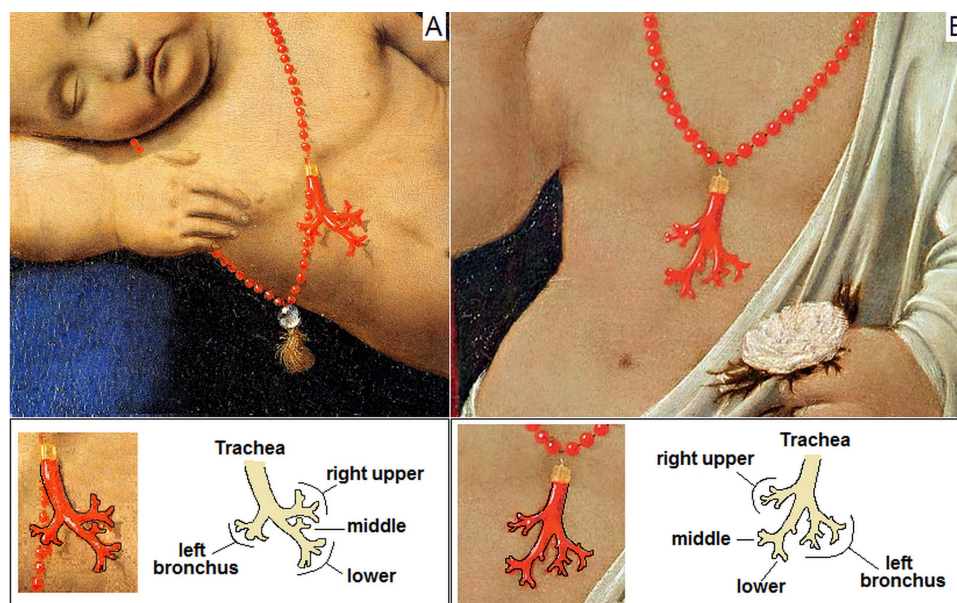 A
B
Trachea
right upper
middle
left
bronchus
lower
Trachea
right upper
middle
left
bronchus
lower